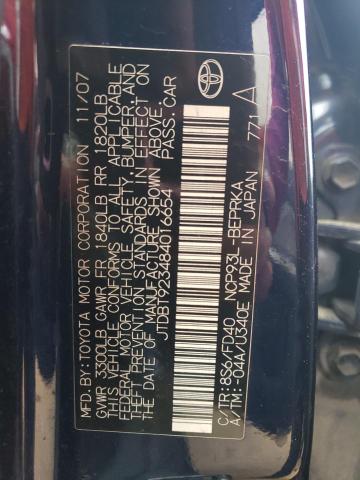 MFD.BY:TOYOTA MOTOR CORPORATION 11/07
GVWR 3300LB GAWR FR 1840LB RR 1820LB
THIS VEHICLE CONFORMS TO ALL APPLICABLE
FEDERAL MOTOR VEHICLE SAFETY, BUMPER, AND
THEFT PREVENTION STANDARDS IN EFFECT ON
THE DATE OF MANUFACTURE SHOWN ABOVE.
JTDBT923484016652 PASS.CAR
C/TR:8S6/FD40 NCP93L-BEPRKA
A/TM:-04A/U340E MADE IN JAPAN 771 A
TOYOTA